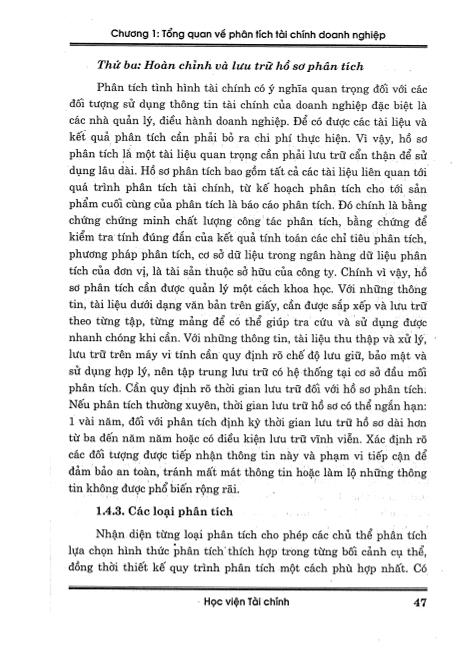 Chương 1: Tổng quan về phân tích tài chính doanh nghiệp
Thứ ba: Hoàn chỉnh và lưu trữ hồ sơ phân tích
Phân tích tình hình tài chính có ý nghĩa quan trọng đối với các
đối tượng sử dụng thông tin tài chính của doanh nghiệp đặc biệt là
các nhà quản lý, điều hành doanh nghiệp. Để có được các tài liệu và
kết quả phân tích cần phải bỏ ra chi phí thực hiện. Vì vậy, hồ sơ
phân tích là một tài liệu quan trọng cần phải lưu trữ cẩn thận để sử
dụng lâu dài. Hồ sơ phân tích bao gồm tất cả các tài liệu liên quan tới
quá trình phân tích tài chính, từ kế hoạch phân tích cho tới sản
phẩm cuối cùng của phân tích là báo cáo phân tích. Đó chính là bằng
chứng chứng minh chất lượng công tác phân tích, bằng chứng để
kiểm tra tính đúng đắn của kết quả tính toán các chỉ tiêu phân tích,
phương pháp phân tích, cơ sở dữ liệu trong ngân hàng dữ liệu phân
tích của đơn vị, là tài sản thuộc sở hữu của công ty. Chính vì vậy, hồ
sơ phân tích cần được quản lý một cách khoa học. Với những thông
tin, tài liệu dưới dạng văn bản trên giấy, cần được sắp xếp và lưu trữ
theo từng tập, từng mảng để có thể giúp tra cứu và sử dụng được
nhanh chóng khi cần. Với những thông tin, tài liệu thu thập và xử lý,
lưu trữ trên máy vi tính cần quy định rõ chế độ lưu giữ, bảo mật và
sử dụng hợp lý, nên tập trung lưu trữ có hệ thống tại cơ sở đầu mối
phân tích. Cần quy định rõ thời gian lưu trữ đối với hồ sơ phân tích.
Nếu phân tích thường xuyên, thời gian lưu trữ hồ sơ có thể ngắn hạn:
1 vài năm, đối với phân tích định kỳ thời gian lưu trữ hồ sơ dài hơn
từ ba đến năm năm hoặc có điều kiện lưu trữ vĩnh viễn. Xác định rõ
các đối tượng được tiếp nhận thông tin này và phạm vi tiếp cận để
đảm bảo an toàn, tránh mất mát thông tin hoặc làm lộ những thông
tin không được phổ biến rộng rãi.
1.4.3. Các loại phân tích
Nhận diện từng loại phân tích cho phép các chủ thể phân tích
lựa chọn hình thức phân tích thích hợp trong từng bối cảnh cụ thể,
đồng thời thiết kế quy trình phân tích một cách phù hợp nhất. Có
Học viện Tài chính 47